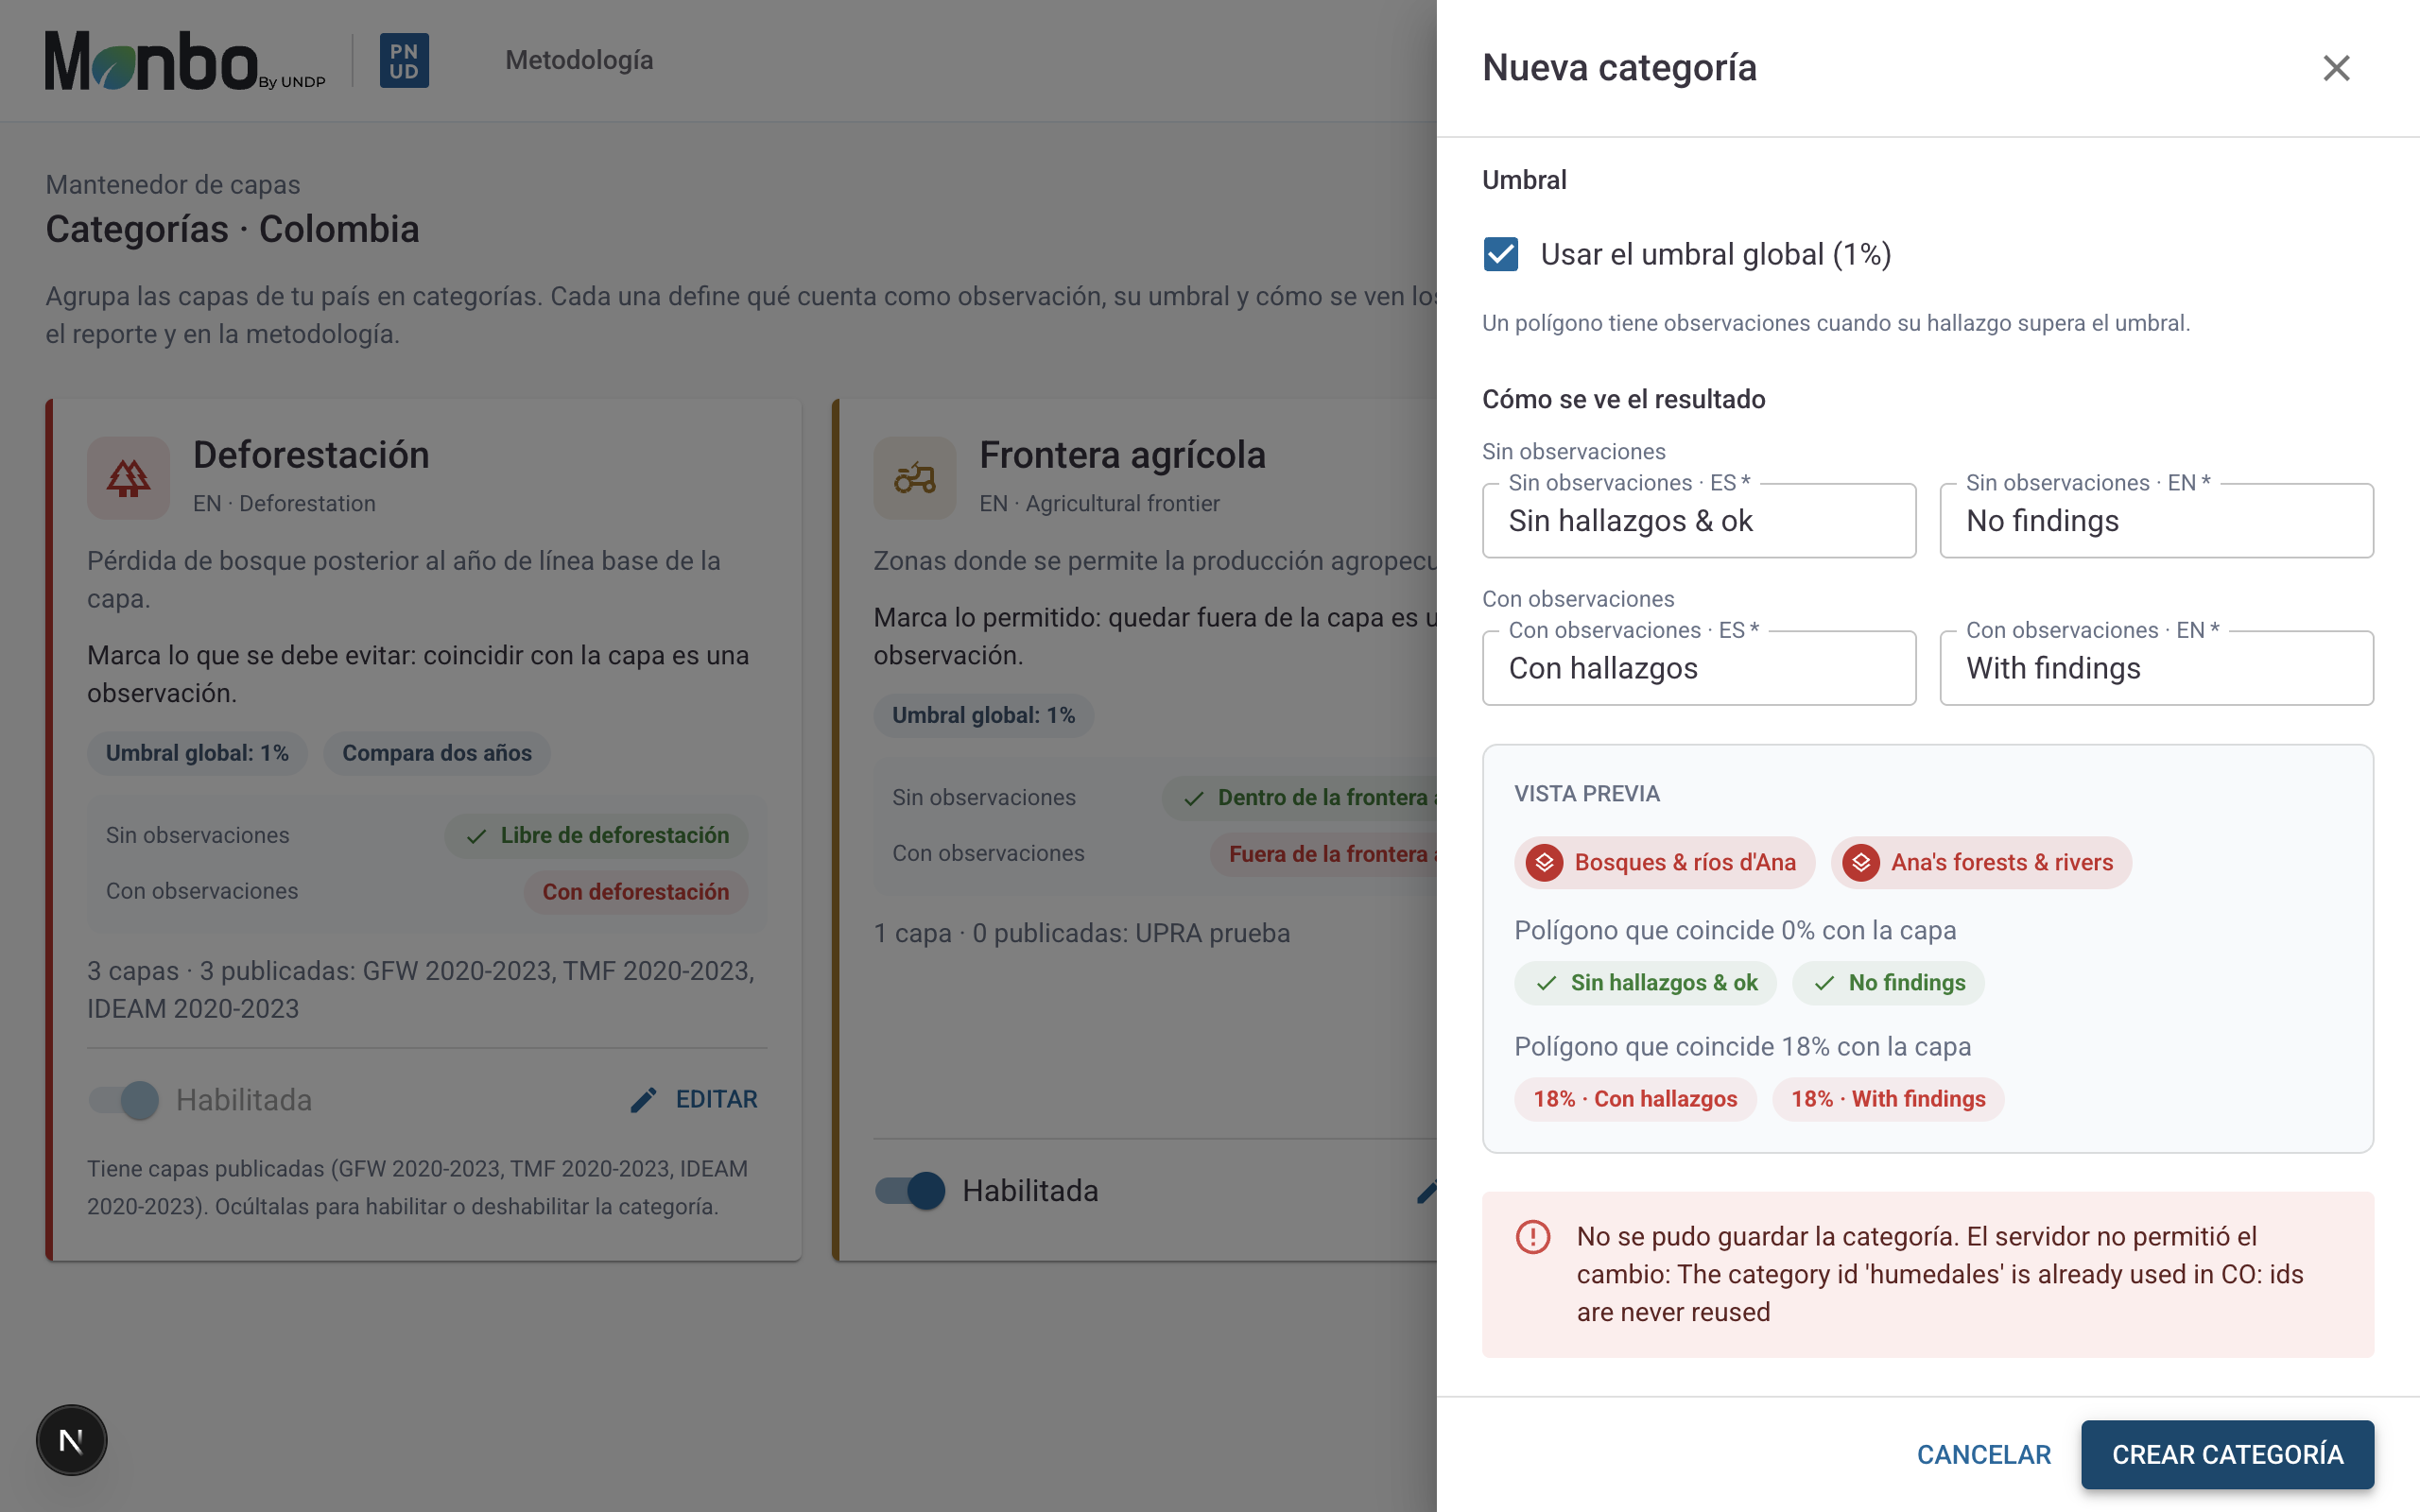 Monbo By UNDP
PN
UD
Metodología
Mantenedor de capas
Categorías · Colombia
Agrupa las capas de tu país en categorías. Cada una define qué cuenta como observación, su umbral y cómo se ven
el reporte y en la metodología.
Deforestación
EN · Deforestation
Pérdida de bosque posterior al año de línea base de la
capa.
Marca lo que se debe evitar: coincidir con la capa es una
observación.
Umbral global: 1%
Compara dos años
Sin observaciones
Libre de deforestación
Con observaciones
Con deforestación
3 capas · 3 publicadas: GFW 2020-2023, TMF 2020-2023,
IDEAM 2020-2023
Habilitada
EDITAR
Tiene capas publicadas (GFW 2020-2023, TMF 2020-2023, IDEAM
2020-2023). Ocúltalas para habilitar o deshabilitar la categoría.
Frontera agrícola
EN · Agricultural frontier
Zonas donde se permite la producción
Marca lo permitido: quedar fuera de la capa es
observación.
Umbral global: 1%
Sin observaciones
Dentro de la frontera
Con observaciones
Fuera de la frontera
1 capa · 0 publicadas: UPRA prueba
Habilitada
N
Nueva categoría
Umbral
Usar el umbral global (1%)
Un polígono tiene observaciones cuando su hallazgo supera el umbral.
Cómo se ve el resultado
Sin observaciones
Sin observaciones · ES *
Sin hallazgos & ok
Sin observaciones · EN *
No findings
Con observaciones
Con observaciones · ES *
Con hallazgos
Con observaciones · EN *
With findings
VISTA PREVIA
Bosques & ríos d'Ana
Ana's forests & rivers
Polígono que coincide 0% con la capa
Sin hallazgos & ok
No findings
Polígono que coincide 18% con la capa
18% · Con hallazgos
18% · With findings
No se pudo guardar la categoría. El servidor no permitió el
cambio: The category id 'humedales' is already used in CO: ids
are never reused
CANCELAR
CREAR CATEGORÍA